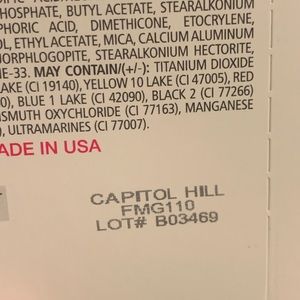 PHOSPHATE, BUTYL ACETATE, STEARALKONIUM
PHORIC ACID, DIMETHICONE, ETOCRYLENE,
OL, ETHYL ACETATE, MICA, CALCIUM ALUMINUM
UORPHLOGOPITE, STEARALKONIUM HECTORITE,
NE-33. MAY CONTAIN/(+/-): TITANIUM DIOXIDE
LAKE (CI 19140), YELLOW 10 LAKE (CI 47005), RED
0), BLUE 1 LAKE (CI 42090), BLACK 2 (CI 77266)
SMUTH OXYCHLORIDE (CI 77163), MANGANESE
), ULTRAMARINES (CI 77007).
ADE IN USA
CAPITOL HILL
FMG110
LOT# B03469